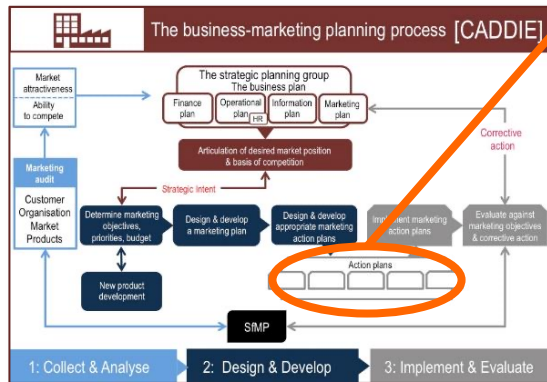 The business-marketing planning process [CADDIE]
Market
attractiveness
Ability
to compete
The strategic planning group
The business plan
Finance
plan
Operational
plan
HR
Information
plan
Marketing
plan
Corrective
action
Articulation of desired market position
& basis of competition
Marketing
audit
Customer
Organisation
Market
Products
Strategic Intent
Determine marketing
objectives,
priorities, budget
Design & develop
a marketing plan
Design & develop
appropriate marketing
action plans
Implement marketing
action plans
Evaluate against
marketing objectives
& corrective action
New product
development
Action plans
SfMP
1: Collect & Analyse
2: Design & Develop
3: Implement & Evaluate